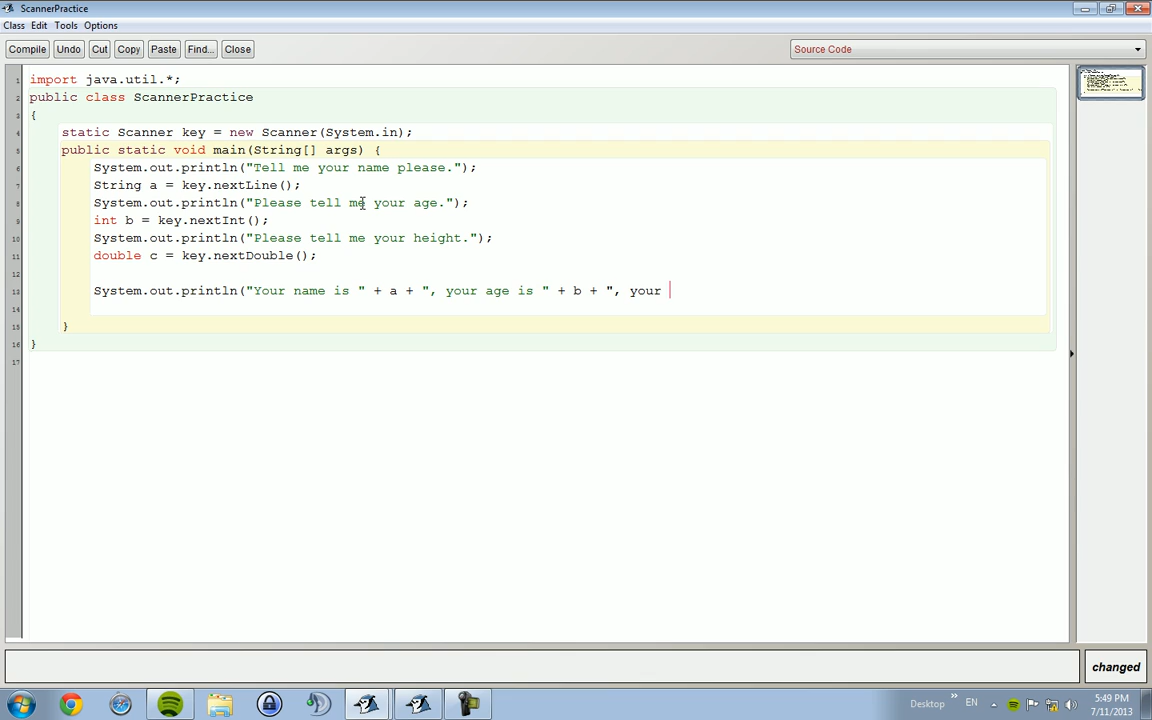 ScannerPractice
Class Edit Tools Options
Compile Undo Cut Copy Paste Find... Close Source Code
1 import java.util.*;
2 public class ScannerPractice
3 {
4 static Scanner key = new Scanner(System.in);
5 public static void main(String[] args) {
6 System.out.println("Tell me your name please.");
7 String a = key.nextLine();
8 System.out.println("Please tell me your age.");
9 int b = key.nextInt();
10 System.out.println("Please tell me your height.");
11 double c = key.nextDouble();
12
13 System.out.println("Your name is " + a + ", your age is " + b + ", your
14
15 }
16 }
17
changed
Desktop » EN 5:49 PM
7/11/2013